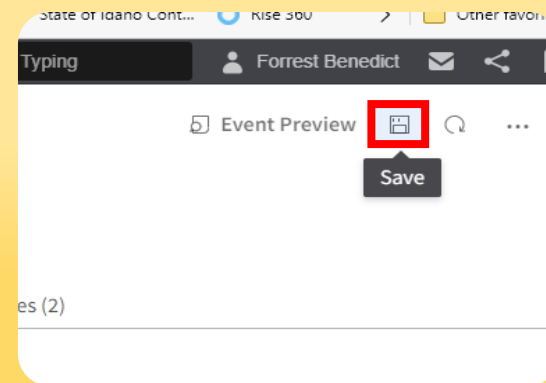 State of Idaho Cont... Rise 360 Other favori
Typing Forrest Benedict
Event Preview
Save
es (2)